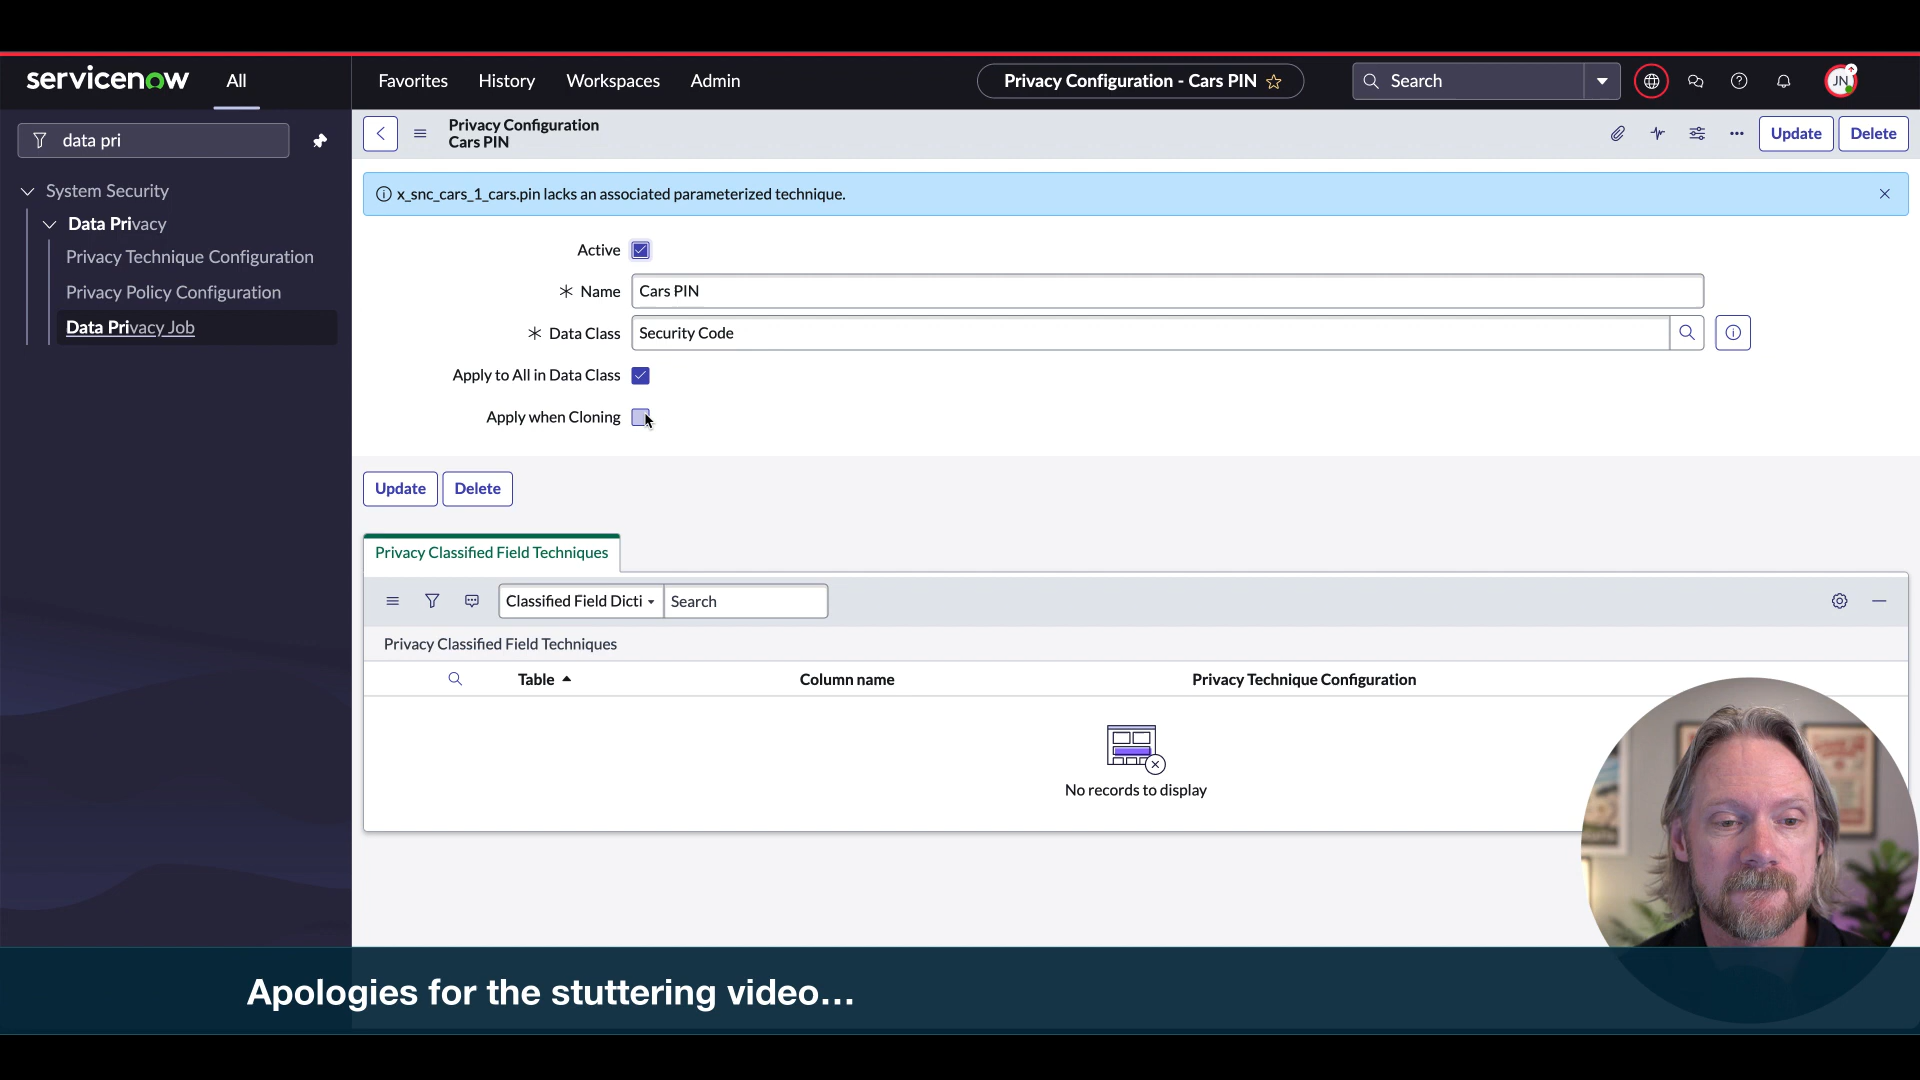 servicenow
All
Favorites
History
Workspaces
Admin
Privacy Configuration - Cars PIN
Search
JN
data pri
System Security
Data Privacy
Privacy Technique Configuration
Privacy Policy Configuration
Data Privacy Job
Privacy Configuration
Cars PIN
Update
Delete
x_snc_cars_1_cars.pin lacks an associated parameterized technique.
Active
Name
Cars PIN
Data Class
Security Code
Apply to All in Data Class
Apply when Cloning
Update
Delete
Privacy Classified Field Techniques
Classified Field Dicti
Search
Privacy Classified Field Techniques
Table
Column name
Privacy Technique Configuration
No records to display
Apologies for the stuttering video...